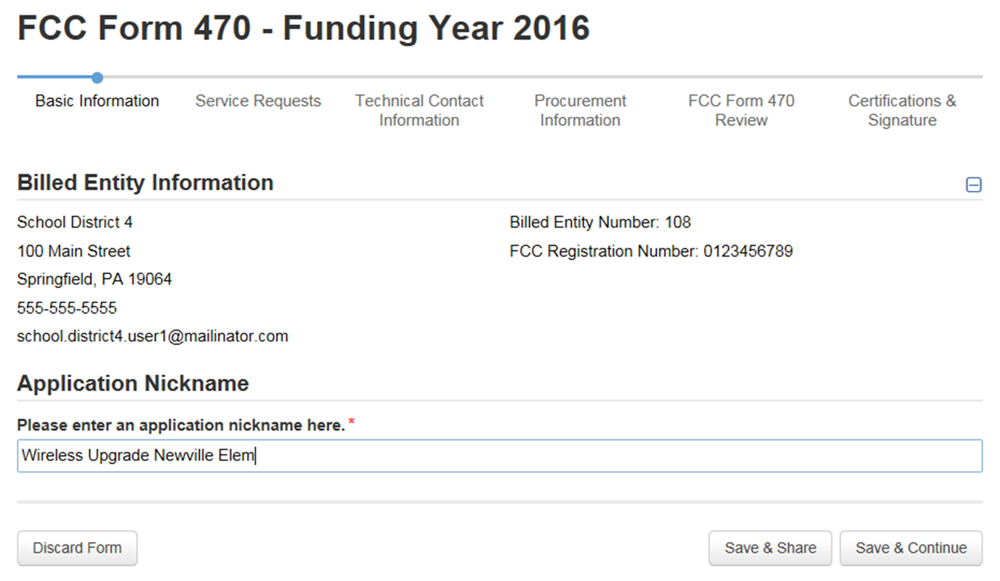 FCC Form 470 - Funding Year 2016
Basic Information
Service Requests
Technical Contact
Information
Procurement
Information
FCC Form 470
Review
Certifications &
Signature
Billed Entity Information
School District 4
100 Main Street
Springfield, PA 19064
555-555-5555
school.district4.user1@mailinator.com
Billed Entity Number: 108
FCC Registration Number: 0123456789
Application Nickname
Please enter an application nickname here. *
Wireless Upgrade Newville Elem
Discard Form
Save & Share
Save & Continue